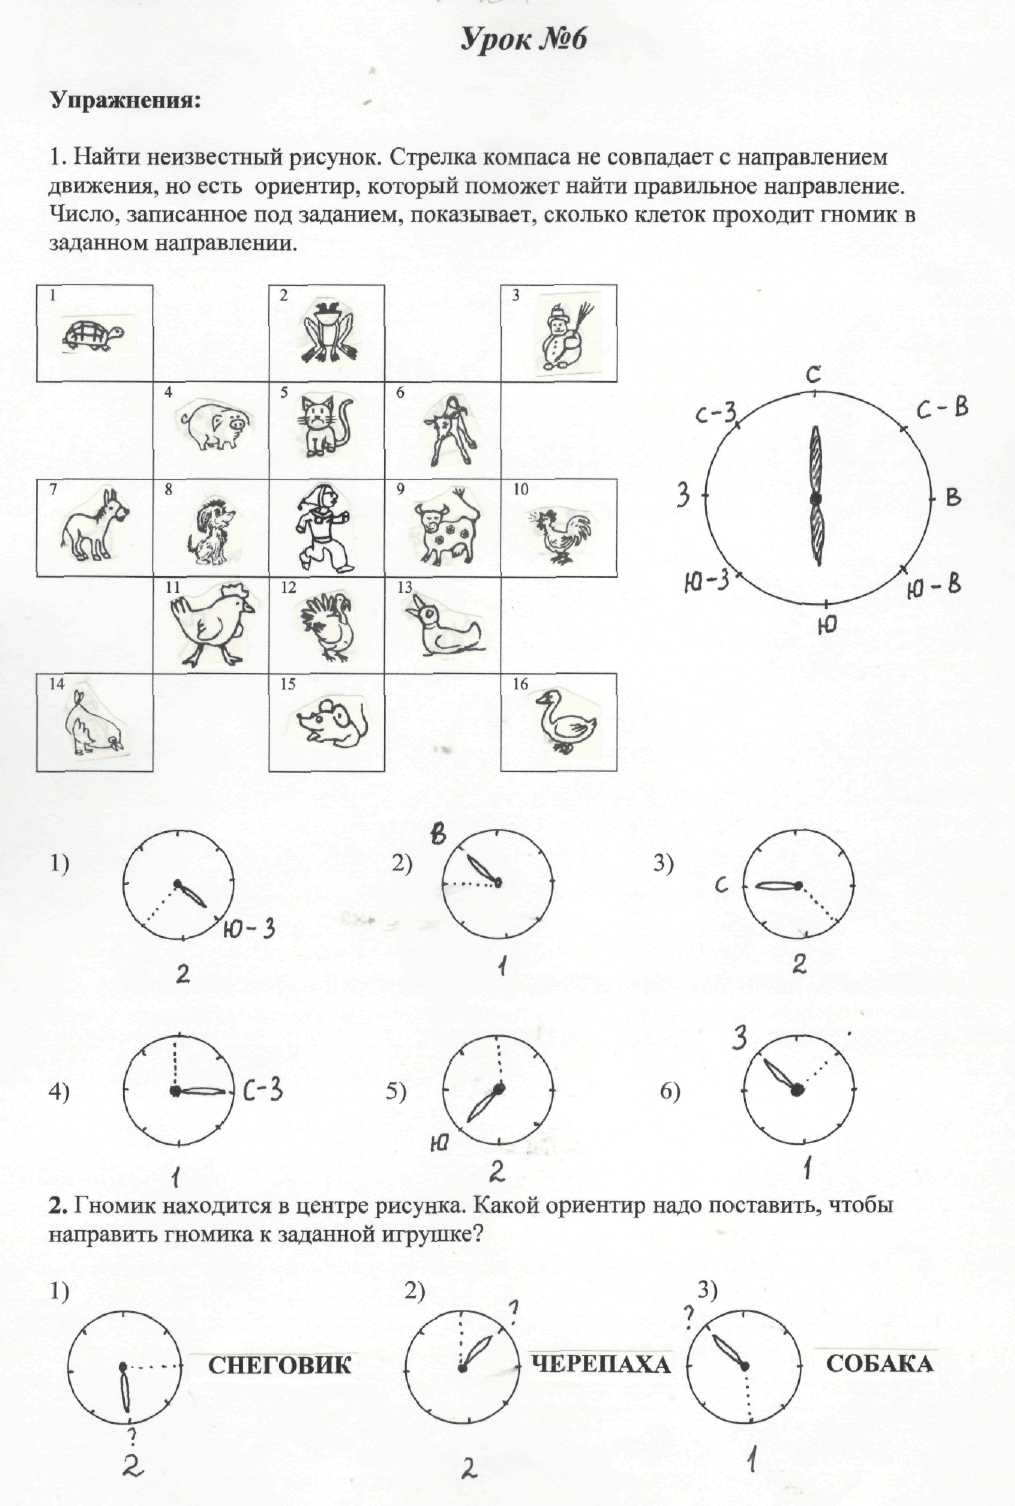 Урок №6
Упражнения:
1. Найти неизвестный рисунок. Стрелка компаса не совпадает с направлением
движения, но есть ориентир, который поможет найти правильное направление.
Число, записанное под заданием, показывает, сколько клеток проходит гномик в
заданном направлении.
1 2 3
4 5 6
7 8 9 10
11 12 13
14 15 16
С
С-З С-В
З В
Ю-З Ю-В
Ю
1) Ю-З 2
2) В 1
3) С 2
4) С-З 1
5) Ю 2
6) З 1
2. Гномик находится в центре рисунка. Какой ориентир надо поставить, чтобы
направить гномика к заданной игрушке?
1) ? 2 СНЕГОВИК
2) ? 2 ЧЕРЕПАХА
3) ? 1 СОБАКА